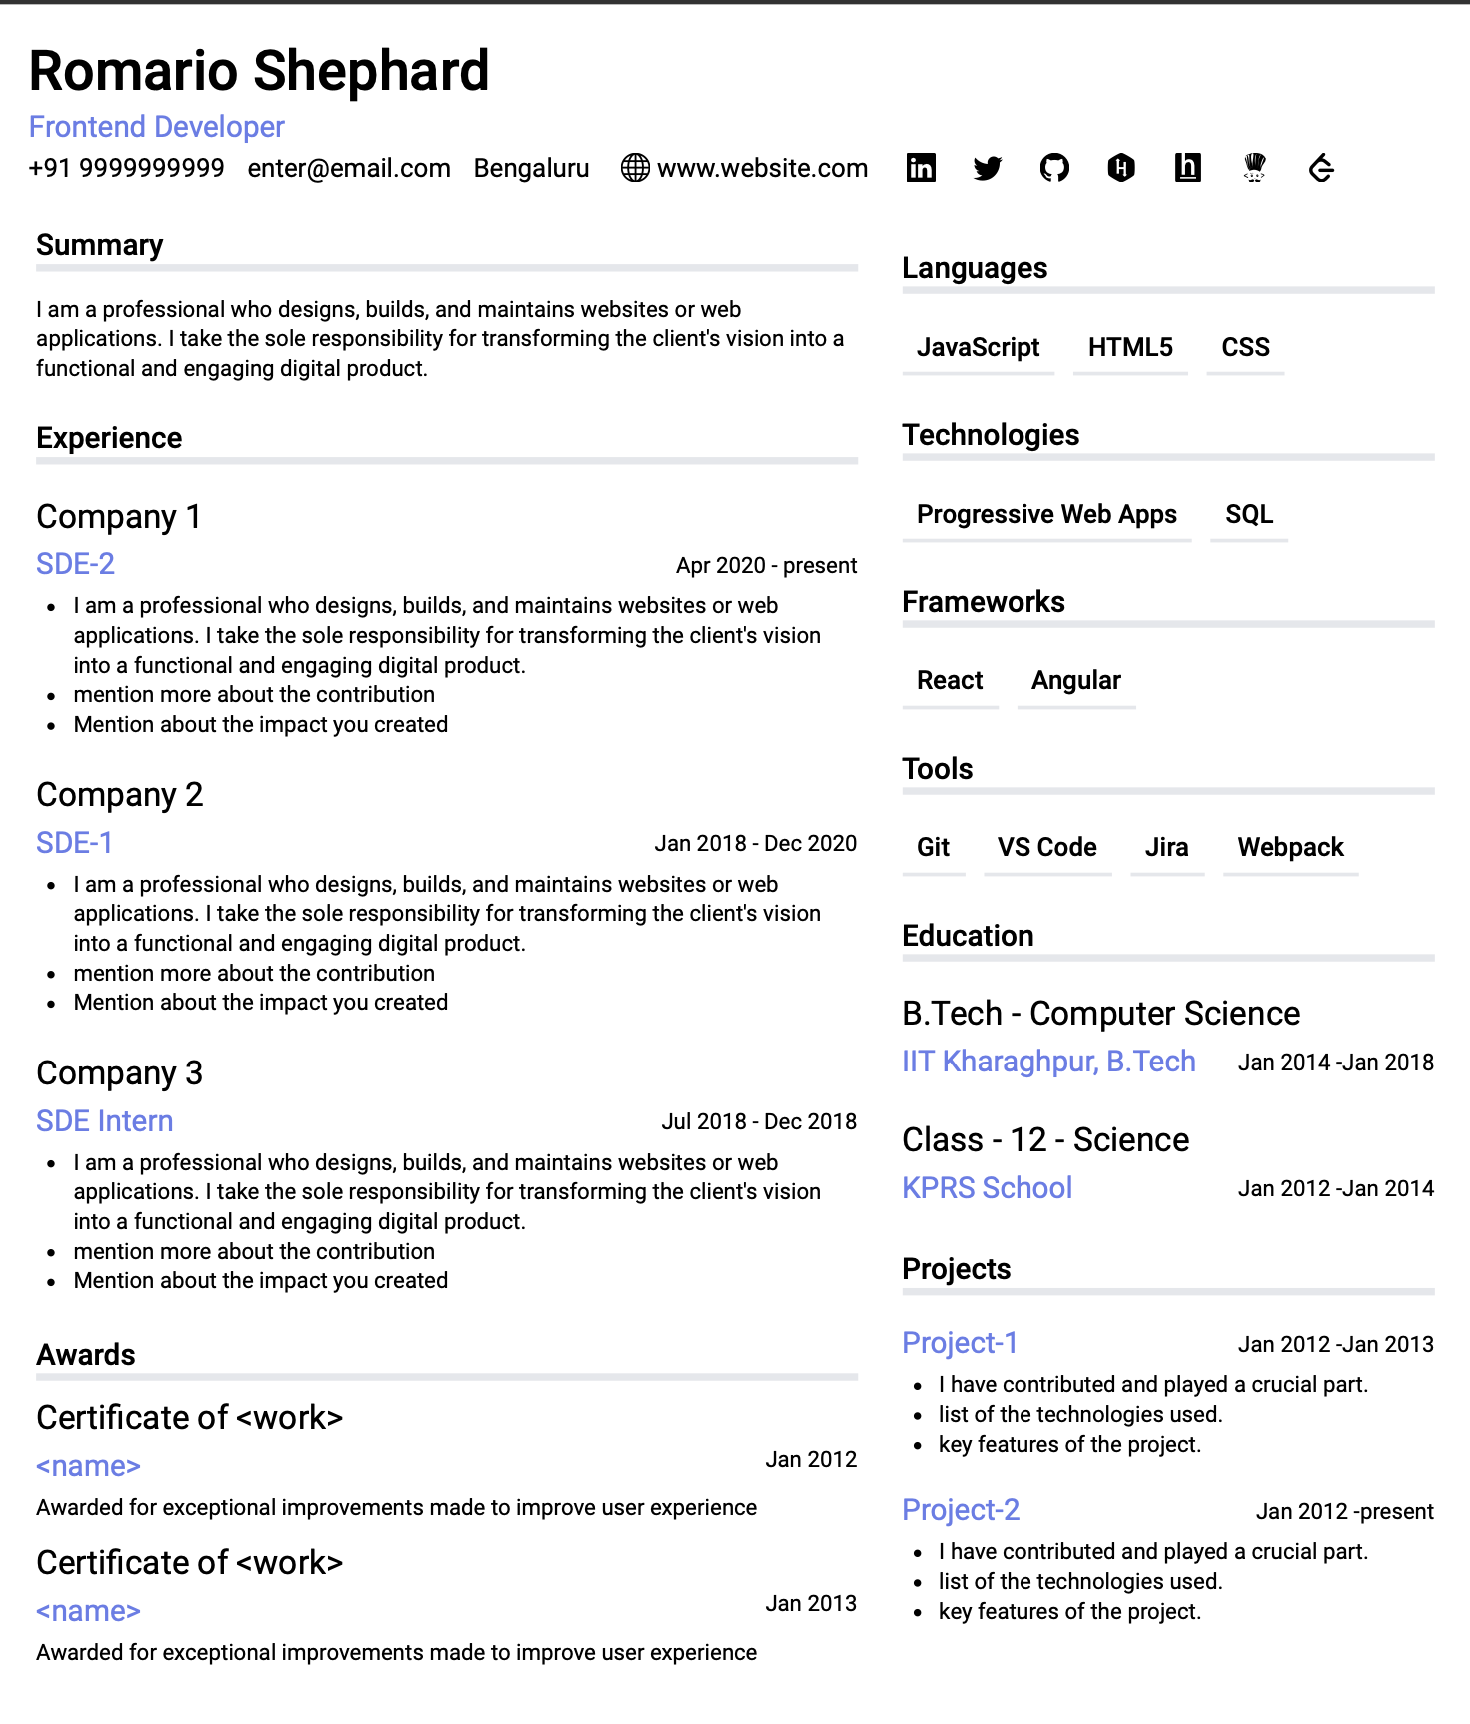 Romario Shephard
Frontend Developer
+91 9999999999 enter@email.com Bengaluru www.website.com
Summary
I am a professional who designs, builds, and maintains websites or web
applications. I take the sole responsibility for transforming the client's vision into a
functional and engaging digital product.
Experience
Company 1
SDE-2 Apr 2020 - present
• I am a professional who designs, builds, and maintains websites or web
applications. I take the sole responsibility for transforming the client's vision
into a functional and engaging digital product.
• mention more about the contribution
• Mention about the impact you created
Company 2
SDE-1 Jan 2018 - Dec 2020
• I am a professional who designs, builds, and maintains websites or web
applications. I take the sole responsibility for transforming the client's vision
into a functional and engaging digital product.
• mention more about the contribution
• Mention about the impact you created
Company 3
SDE Intern Jul 2018 - Dec 2018
• I am a professional who designs, builds, and maintains websites or web
applications. I take the sole responsibility for transforming the client's vision
into a functional and engaging digital product.
• mention more about the contribution
• Mention about the impact you created
Awards
Certificate of <work>
<name> Jan 2012
Awarded for exceptional improvements made to improve user experience
Certificate of <work>
<name> Jan 2013
Awarded for exceptional improvements made to improve user experience
Languages
JavaScript HTML5 CSS
Technologies
Progressive Web Apps SQL
Frameworks
React Angular
Tools
Git VS Code Jira Webpack
Education
B.Tech - Computer Science
IIT Kharaghpur, B.Tech Jan 2014 -Jan 2018
Class - 12 - Science
KPRS School Jan 2012 -Jan 2014
Projects
Project-1 Jan 2012 -Jan 2013
• I have contributed and played a crucial part.
• list of the technologies used.
• key features of the project.
Project-2 Jan 2012 -present
• I have contributed and played a crucial part.
• list of the technologies used.
• key features of the project.